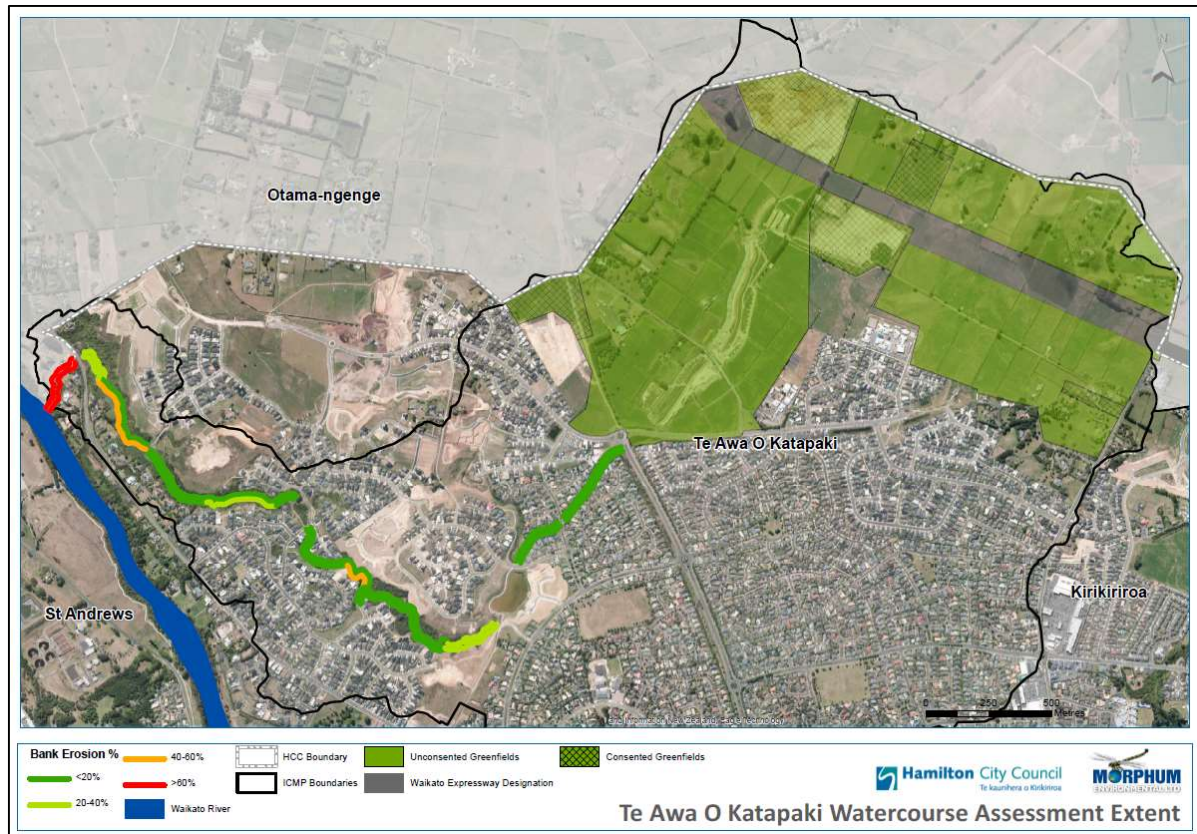 N
Otama-ngenge
Te Awa O Katapaki
Kirikiriroa
St Andrews
0 250 500
Metres
Bank Erosion %
<20%
20-40%
40-60%
>60%
Waikato River
HCC Boundary
ICMP Boundaries
Unconsented Greenfields
Waikato Expressway Designation
Consented Greenfields
Hamilton City Council
Te kaunihera o Kirikiriroa
MORPHUM
ENVIRONMENTAL LTD
Te Awa O Katapaki Watercourse Assessment Extent